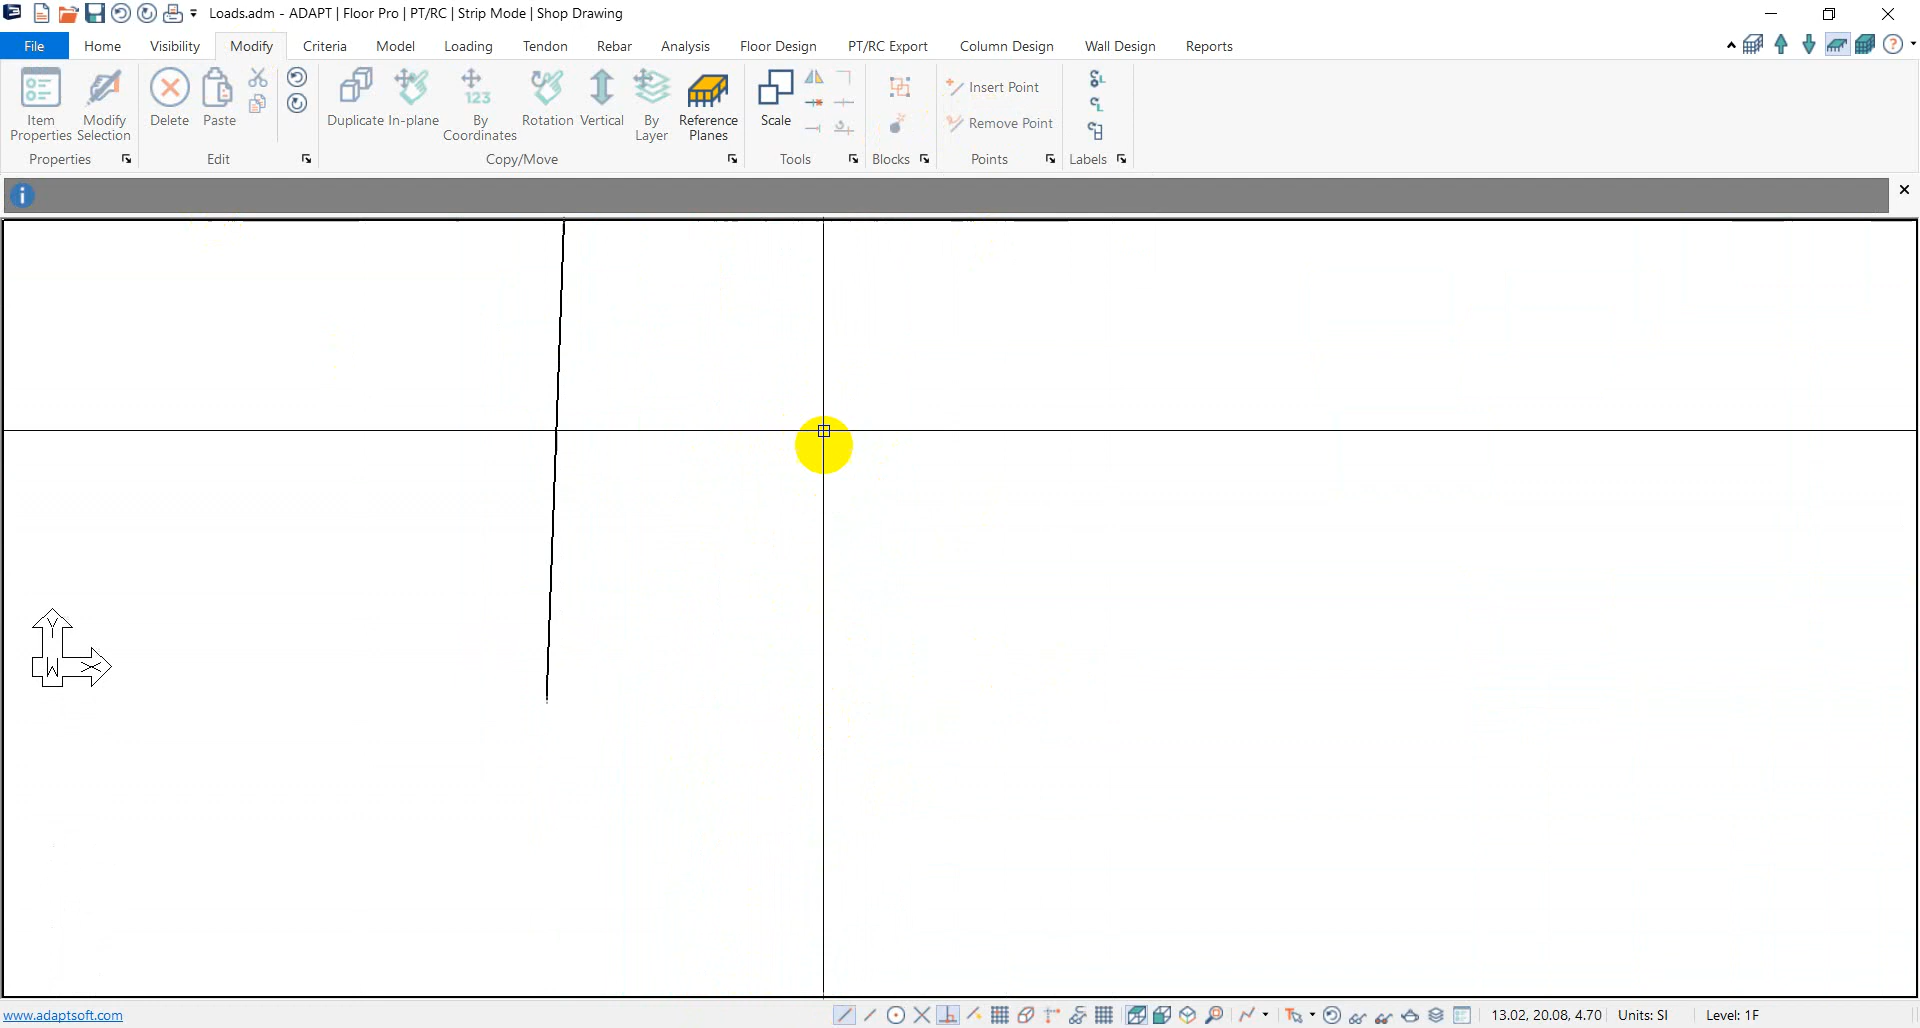 Loads.adm - ADAPT | Floor Pro | PT/RC | Strip Mode | Shop Drawing
File Home Visibility Modify Criteria Model Loading Tendon Rebar Analysis Floor Design PT/RC Export Column Design Wall Design Reports
Item Properties
Modify Selection
Delete
Paste
Duplicate
In-plane
123
By Coordinates
Rotation
Vertical
By Layer
Reference Planes
Scale
Insert Point
Remove Point
Properties Edit Copy/Move Tools Blocks Points Labels
Y
W X
www.adaptsoft.com
13.02, 20.08, 4.70 Units: SI Level: 1F